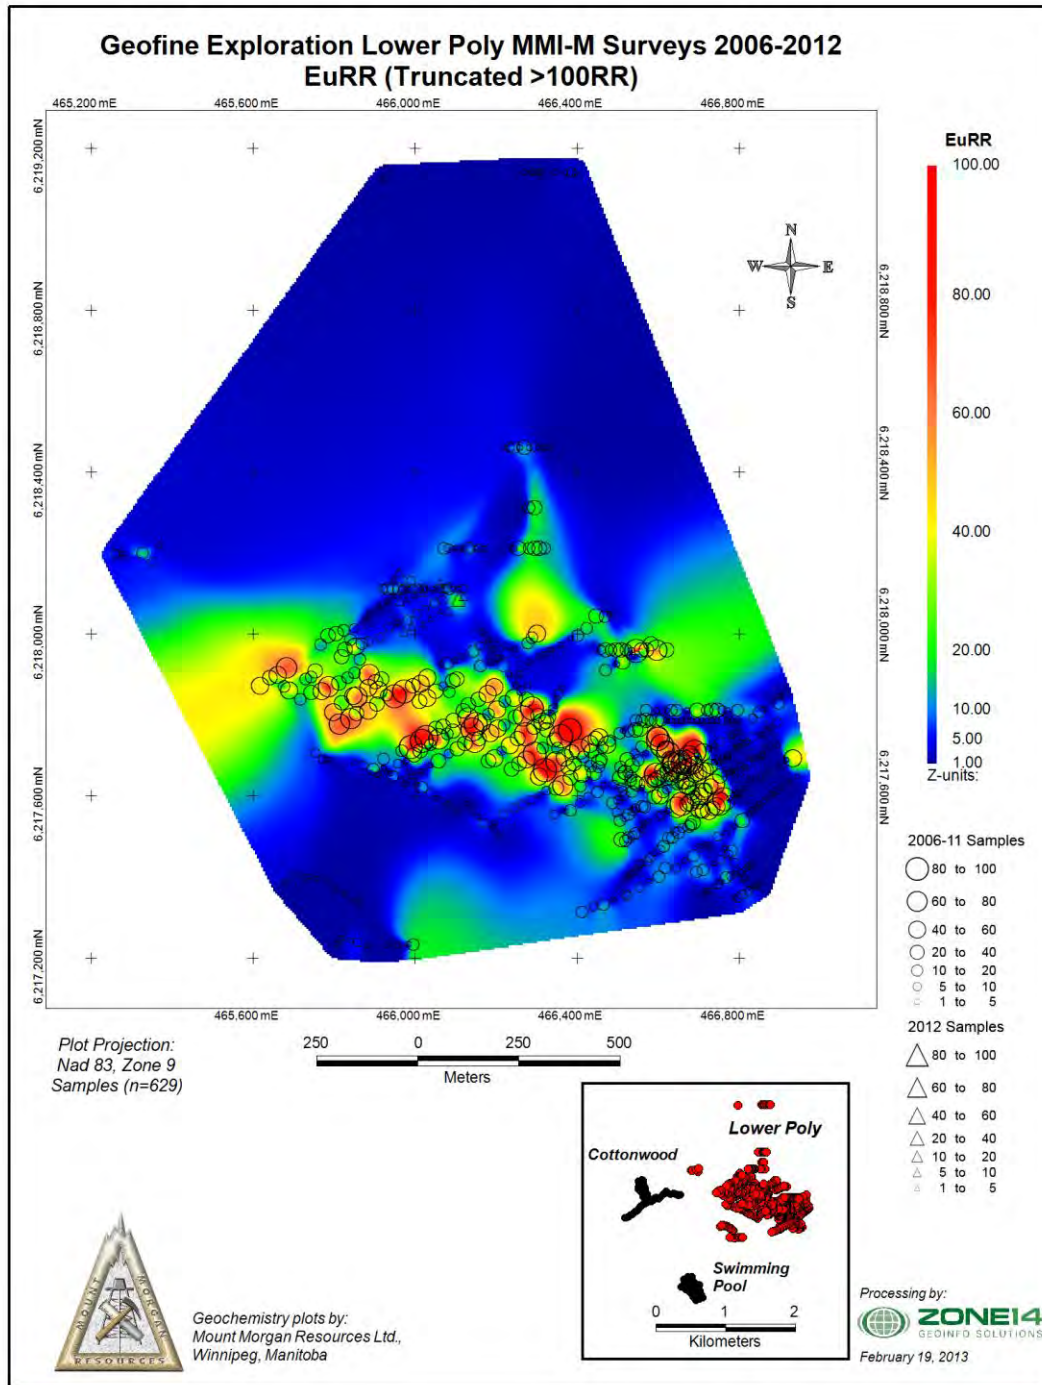 Geofine Exploration Lower Poly MMI-M Surveys 2006-2012
EuRR (Truncated >100RR)
465,200 mE
465,600 mE
466,000 mE
466,400 mE
466,800 mE
6,219,200 mN
6,218,800 mN
6,218,400 mN
6,218,000 mN
6,217,600 mN
6,217,200 mN
N
W
E
S
6,218,800 mN
6,218,400 mN
6,218,000 mN
6,217,600 mN
465,600 mE
466,000 mE
466,400 mE
466,800 mE
EuRR
100.00
80.00
60.00
40.00
20.00
10.00
5.00
1.00
Z-units:
2006-11 Samples
80 to 100
60 to 80
40 to 60
20 to 40
10 to 20
5 to 10
1 to 5
2012 Samples
80 to 100
60 to 80
40 to 60
20 to 40
10 to 20
5 to 10
1 to 5
Plot Projection:
Nad 83, Zone 9
Samples (n=629)
250 0 250 500
Meters
Lower Poly
Cottonwood
Swimming
Pool
0 1 2
Kilometers
MOUNT MORGAN
RESOURCES
Geochemistry plots by:
Mount Morgan Resources Ltd.,
Winnipeg, Manitoba
Processing by:
ZONE14
GEOINFO SOLUTIONS
February 19, 2013